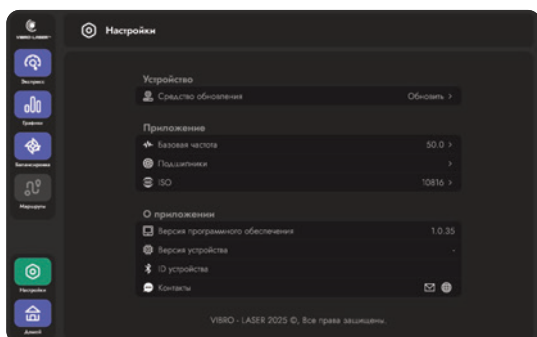 VIBRO-LASER
Настройки
Экспресс
Графики
Балансировка
Маршруты
Настройки
Домой
Устройство
Средство обновления
Обновить >
Приложение
Базовая частота
50.0 >
Подшипники
>
ISO
10816 >
О приложении
Версия программного обеспечения
1.0.35
Версия устройства
-
ID устройства
Контакты
VIBRO - LASER 2025 ©, Все права защищены.